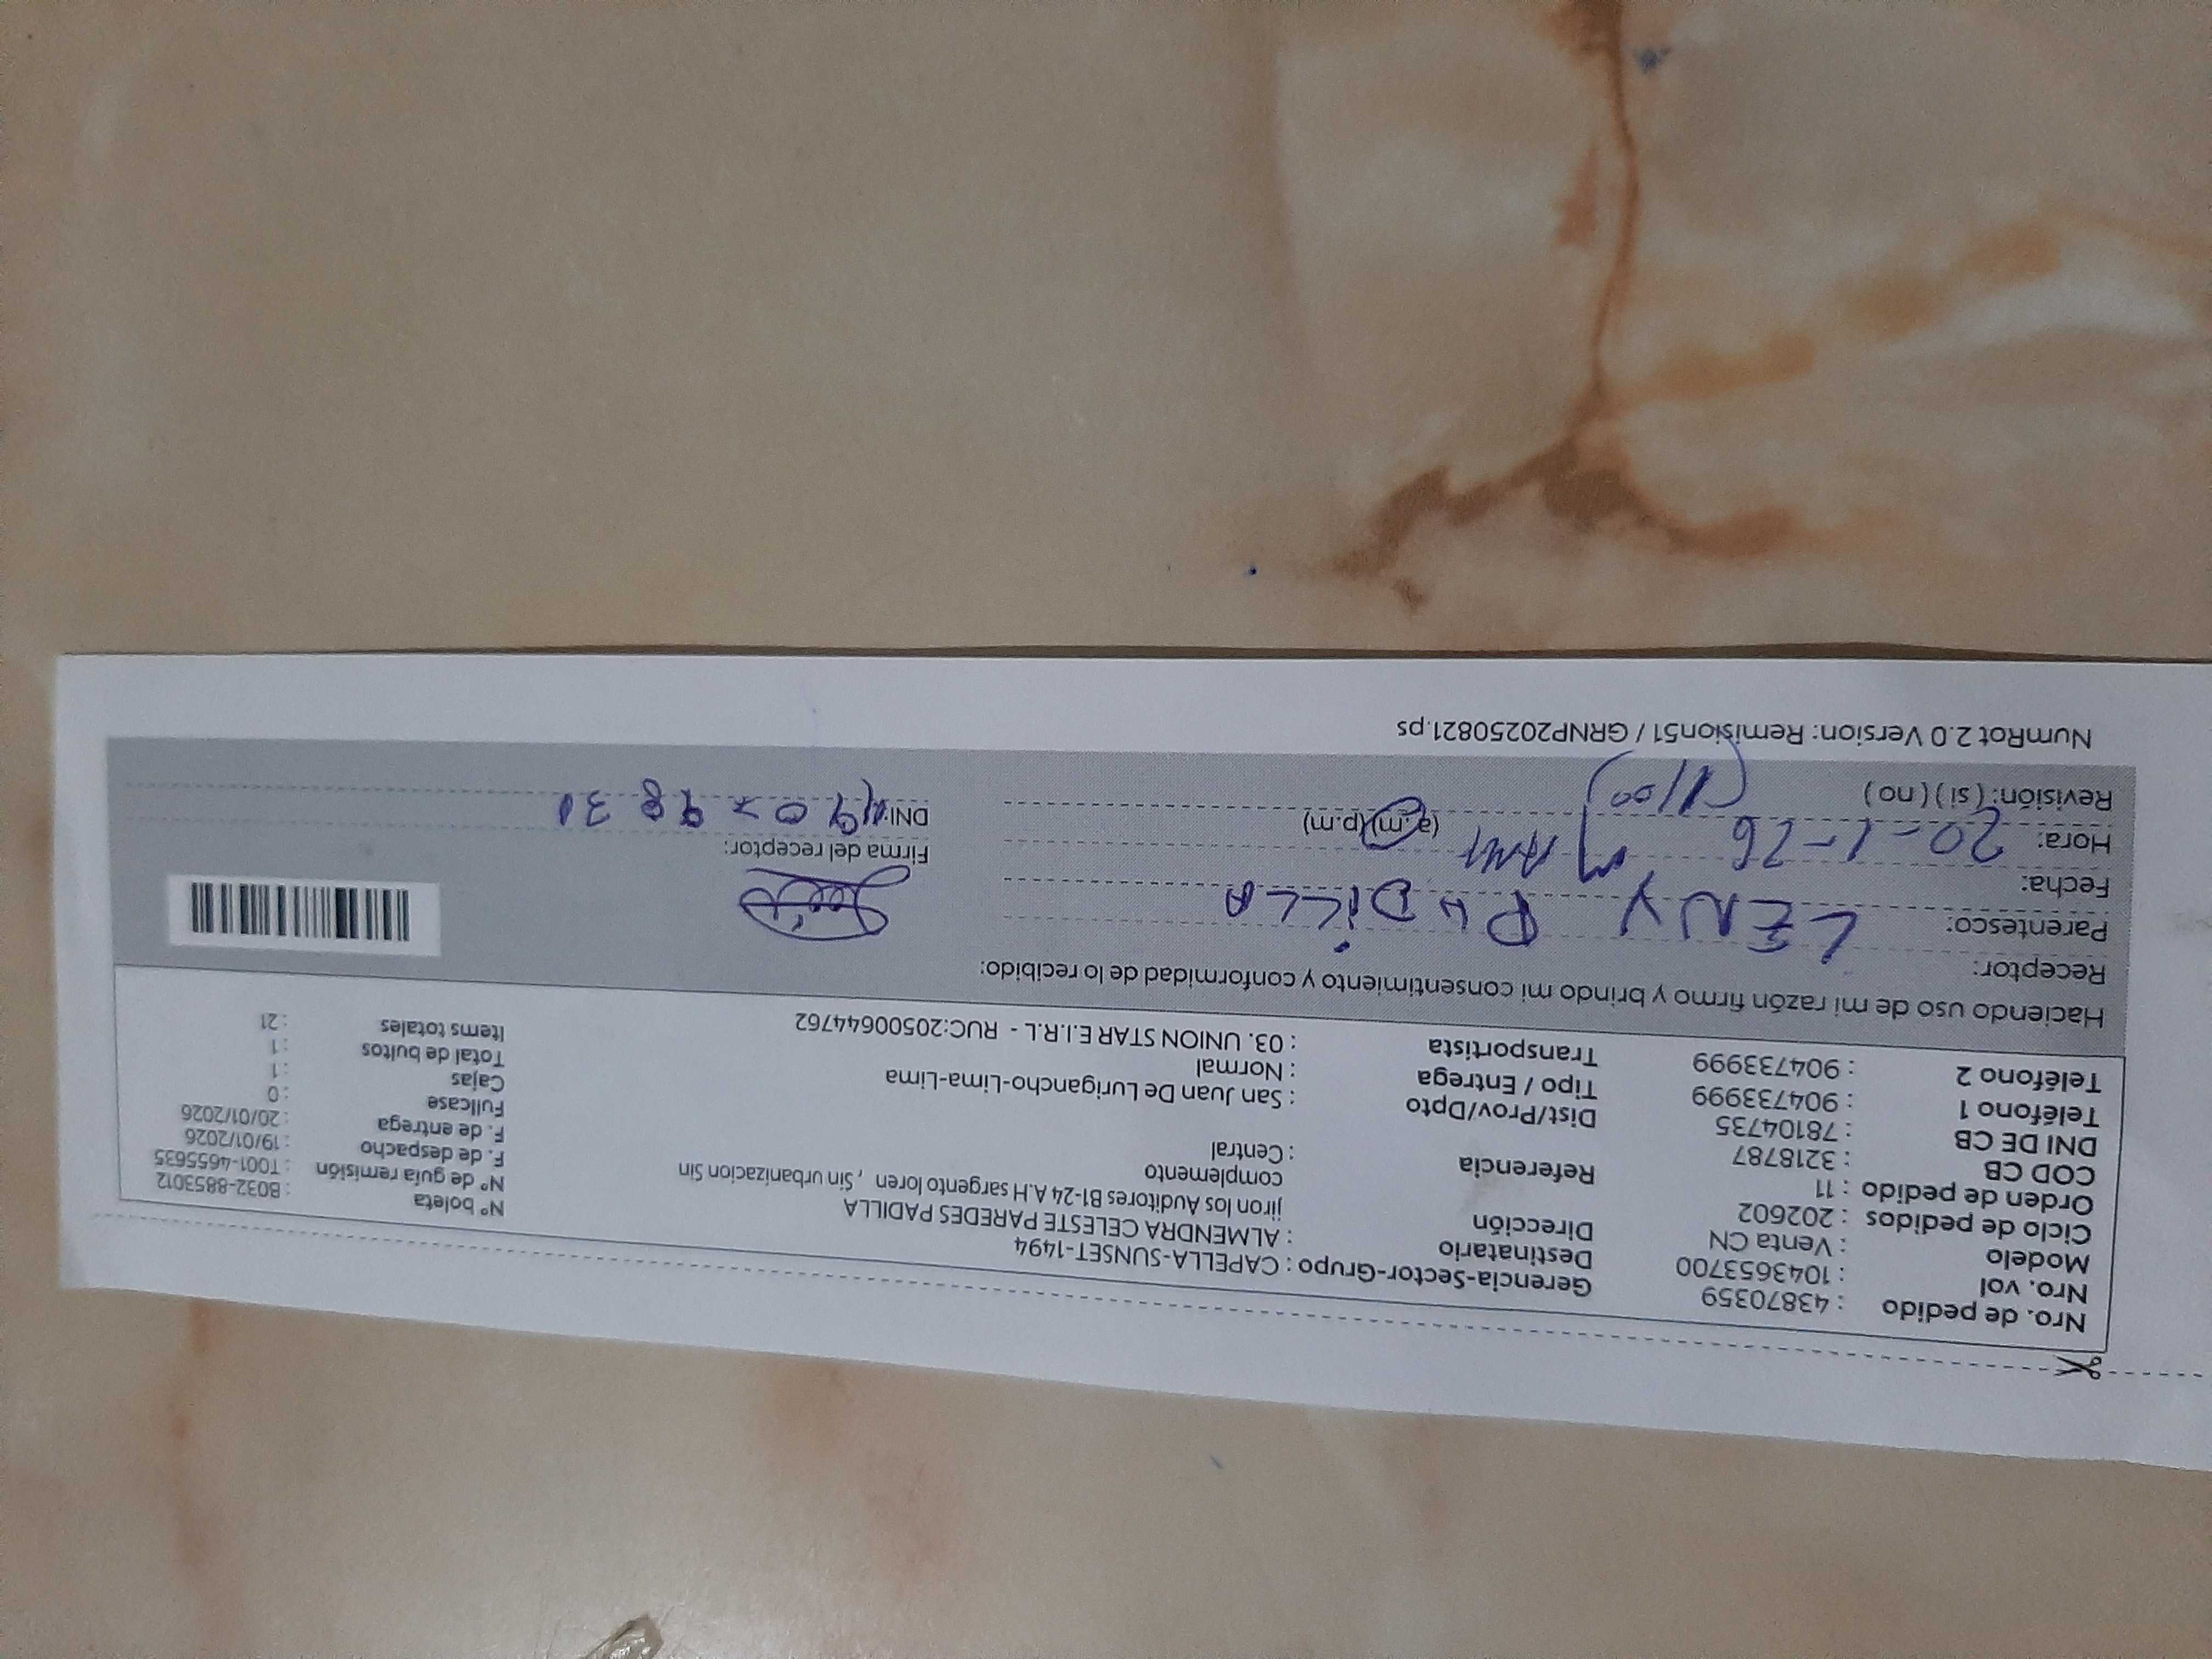 Nro. de pedido : 43870359
Nro. vol : 1043653700
Modelo : Venta CN
Ciclo de pedidos : 202602
Orden de pedido : 11
COD CB : 3218787
DNI DE CB : 78104735
Teléfono 1 : 904733999
Teléfono 2 : 904733999
Gerencia-Sector-Grupo : CAPELLA-SUNSET-1494
Destinatario : ALMENDRA CELESTE PAREDES PADILLA
Dirección jiron los Auditores B1-24 A.H sargento loren , Sin urbanizacion Sin
complemento
Referencia : Central
Dist/Prov/Dpto : San Juan De Lurigancho-Lima-Lima
Tipo / Entrega : Normal
Transportista : 03. UNION STAR E.I.R.L - RUC:20500644762
N° boleta : B032-8853012
N° de guía remisión : T001-4655635
F. de despacho : 19/01/2026
F. de entrega : 20/01/2026
Fullcase : 0
Cajas : 1
Total de bultos : 1
Items totales : 21
Haciendo uso de mi razón firmo y brindo mi consentimiento y conformidad de lo recibido:
Receptor:
Parentesco: LENY PADILLA
Fecha:
Hora: 20-1-26 (a.m)(p.m)
Revisión: ( si ) ( no ) 11/00
Firma del receptor:
DNI:
NumRot 2.0 Version: Remision51 / GRNP20250821.ps